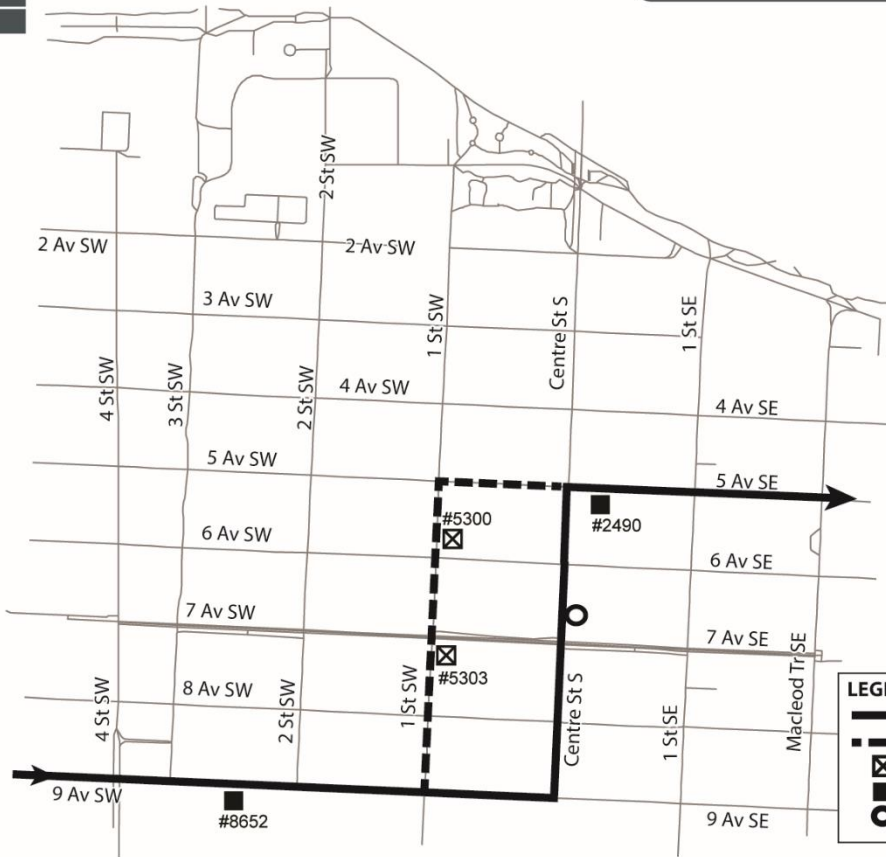 2 St SW
2 Av SW
2 Av SW
3 Av SW
1 St SW
Centre St S
1 St SE
4 St SW
3 St SW
2 St SW
4 Av SW
4 Av SE
5 Av SW
5 Av SE
#5300
#2490
6 Av SW
6 Av SE
7 Av SW
7 Av SE
#5303
8 Av SW
4 St SW
2 St SW
1 St SW
Centre St S
1 St SE
Macleod Tr SE
9 Av SW
#8652
9 Av SE